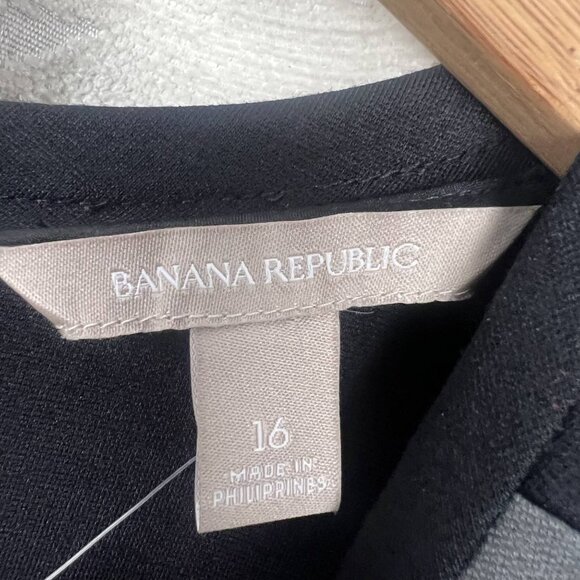 BANANA REPUBLIC
16
MADE IN
PHILIPPINES